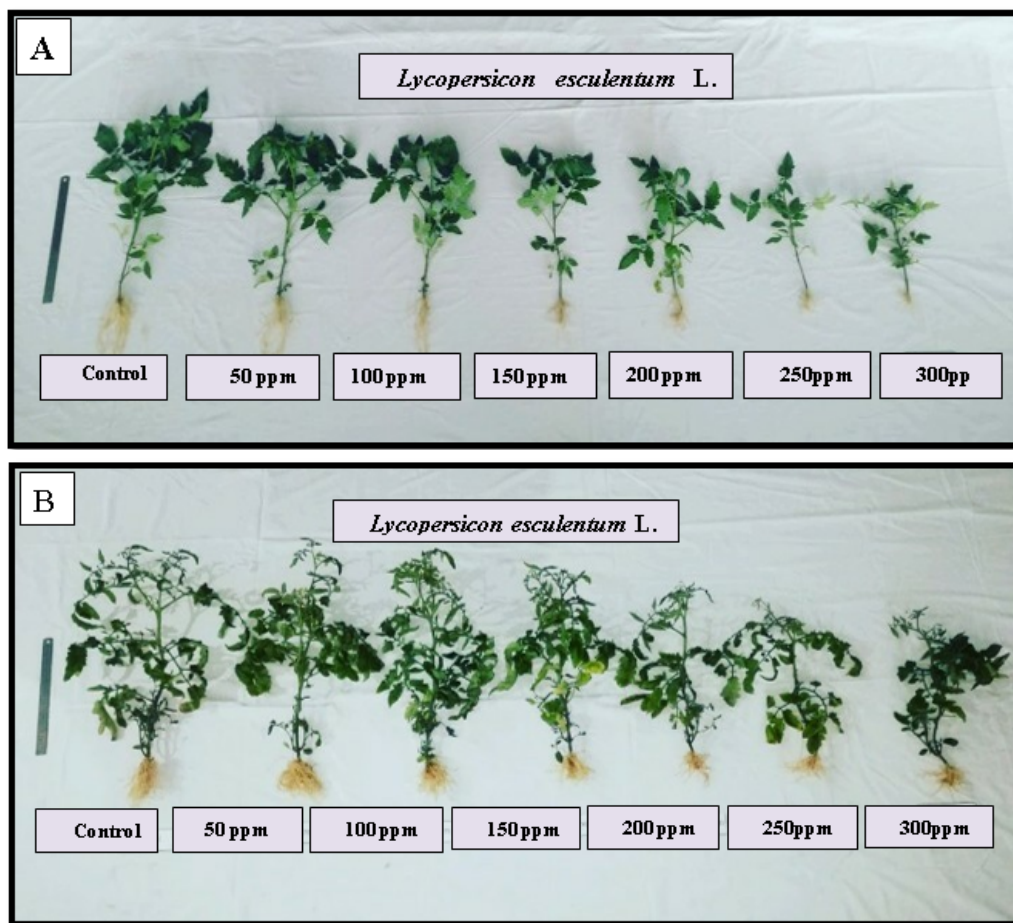 A
Lycopersicon esculentum L.
Control
50 ppm
100ppm
150ppm
200ppm
250ppm
300pp
B
Lycopersicon esculentum L.
Control
50 ppm
100ppm
150ppm
200ppm
250ppm
300ppm